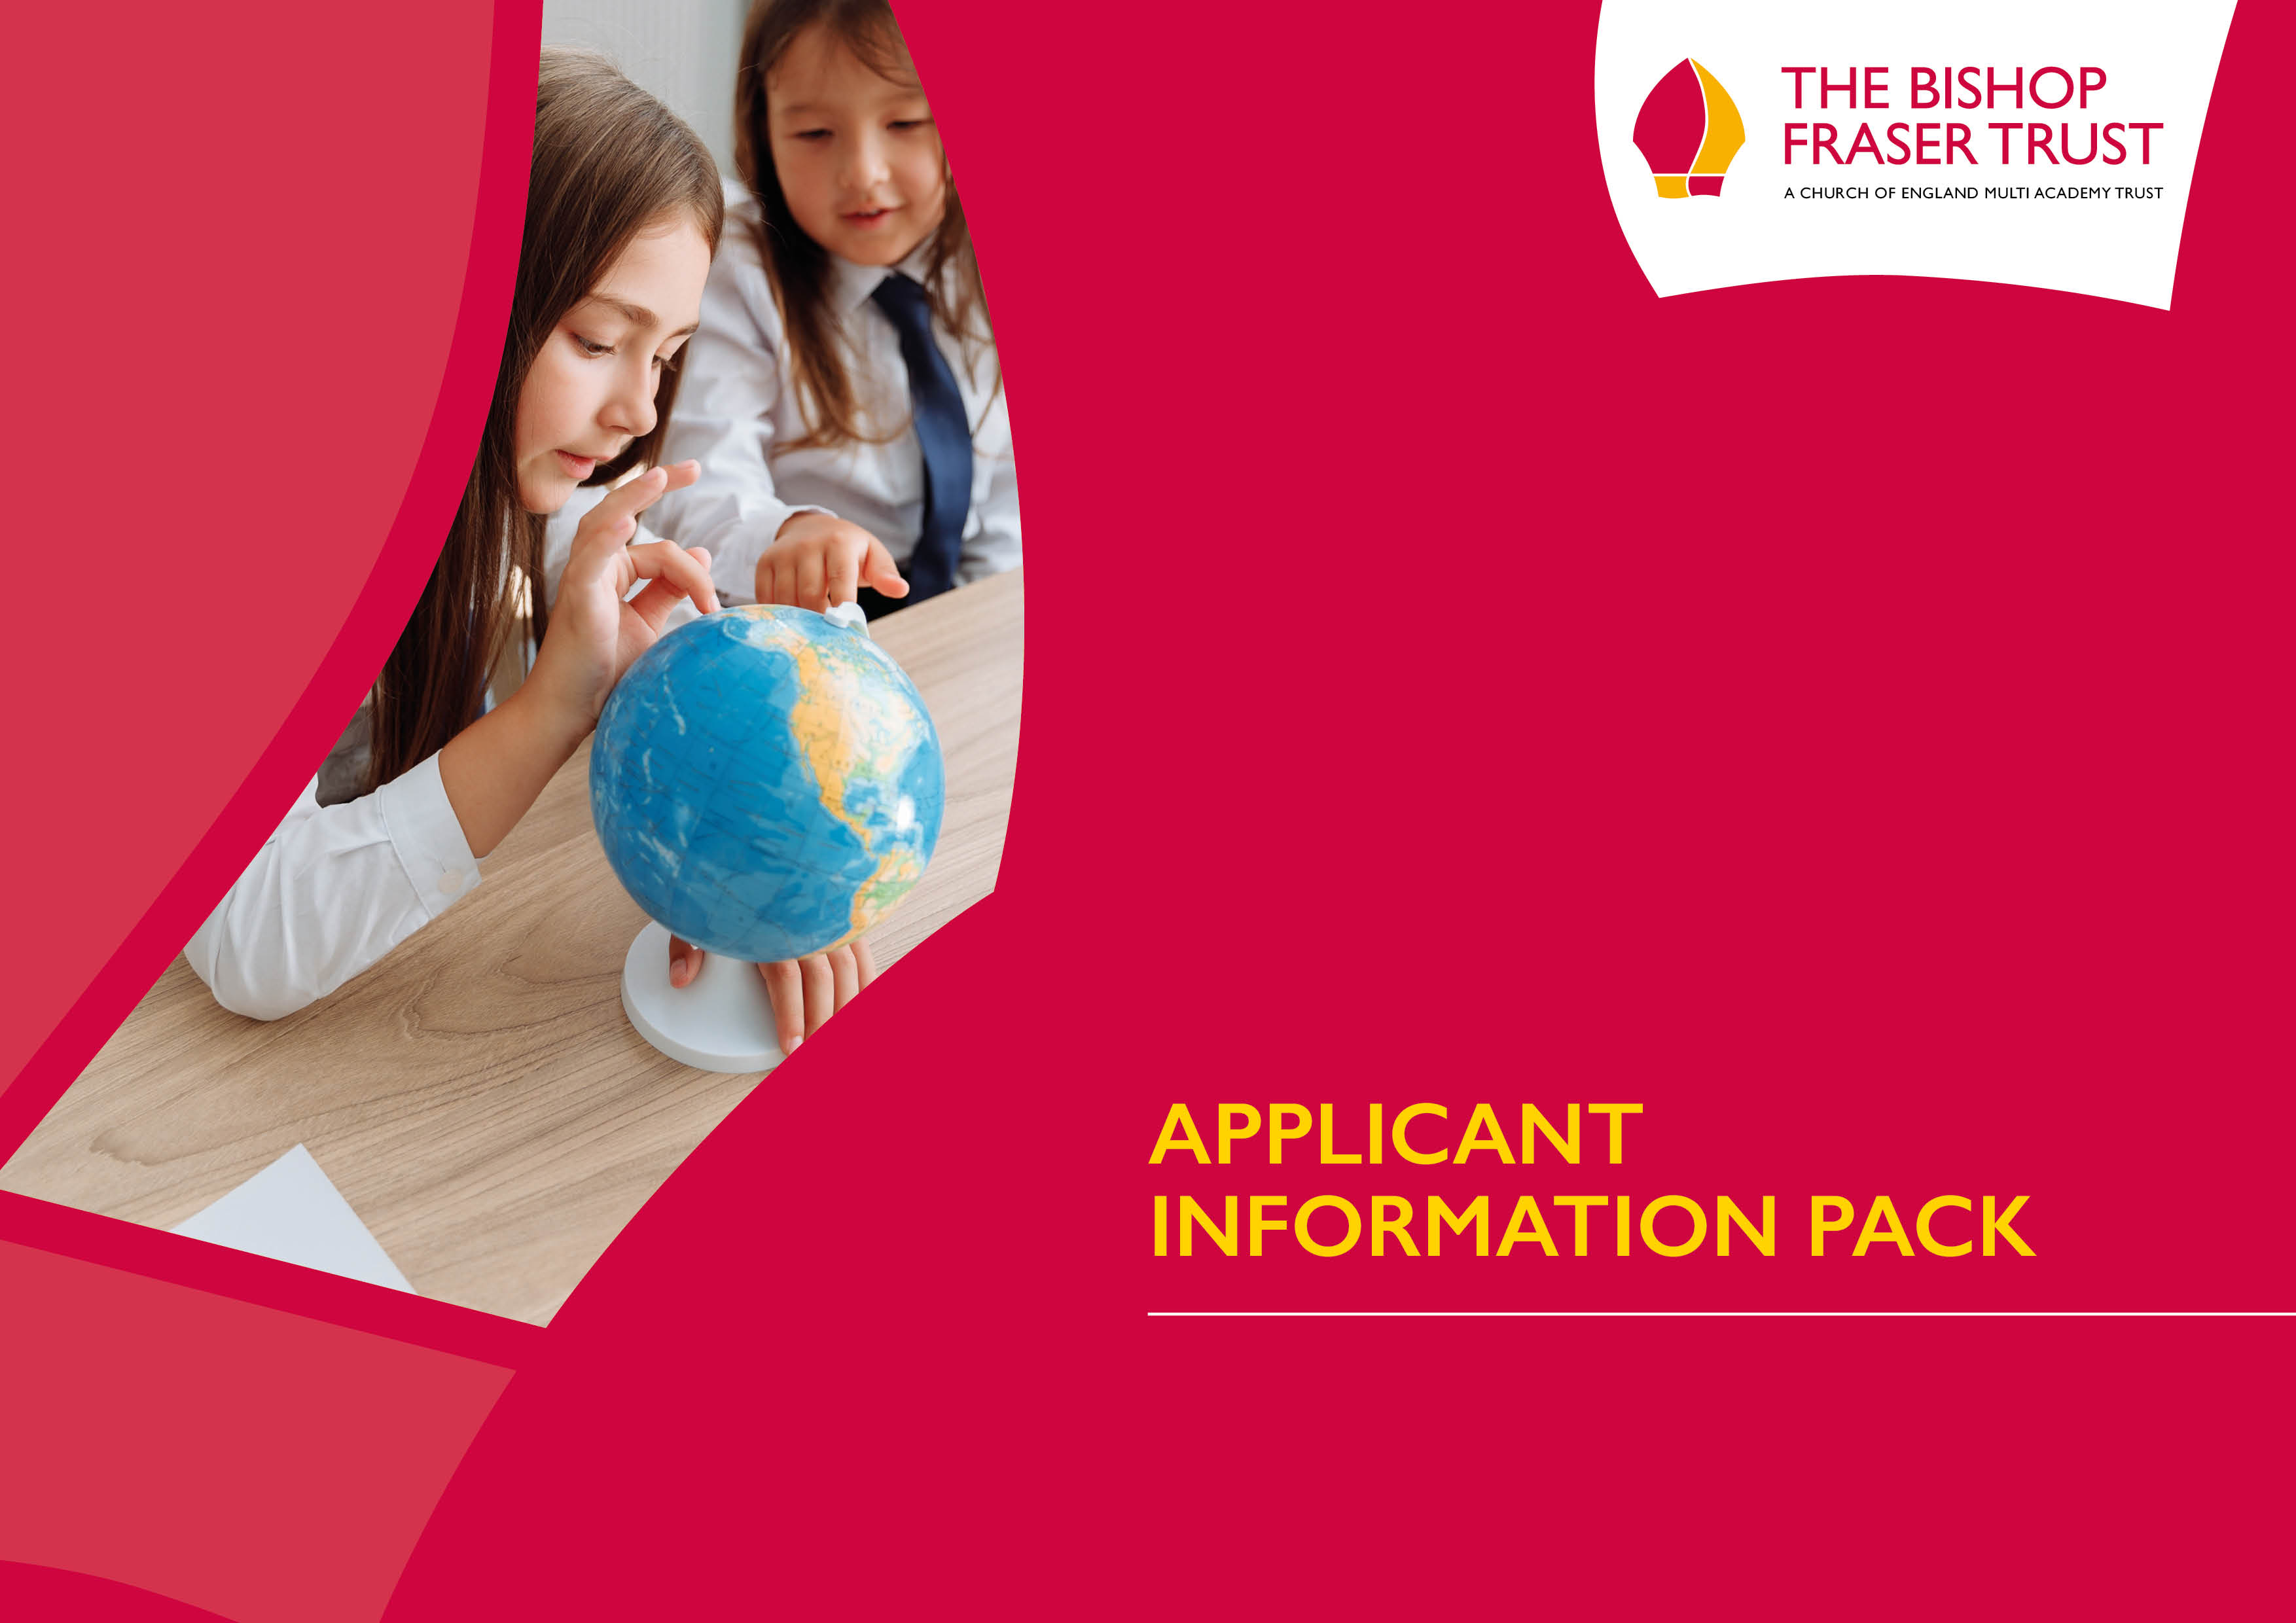 THE BISHOP
FRASER TRUST
A CHURCH OF ENGLAND MULTI ACADEMY TRUST
APPLICANT
INFORMATION PACK